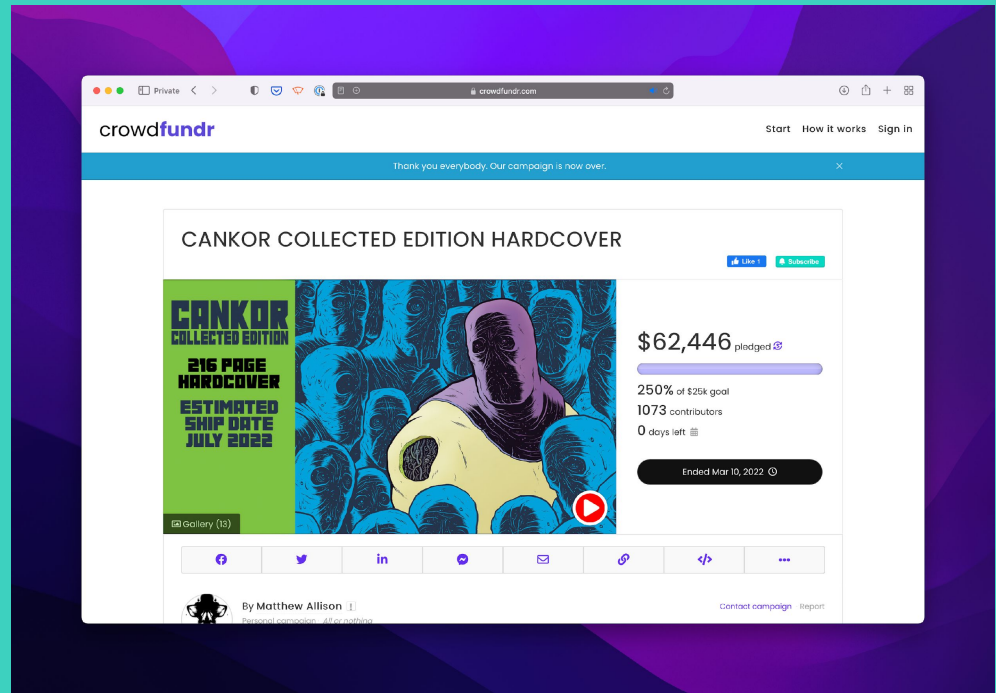 Private
crowdfundr.com
crowdfundr
Start How it works Sign in
Thank you everybody. Our campaign is now over.
CANKOR COLLECTED EDITION HARDCOVER
Like 1 Subscribe
CANKOR
COLLECTED EDITION
216 PAGE
HARDCOVER
ESTIMATED
SHIP DATE
JULY 2022
Gallery (13)
$62,446 pledged
250% of $25k goal
1073 contributors
0 days left
Ended Mar 10, 2022
By Matthew Allison
Personal campaign · All or nothing
Contact campaign Report